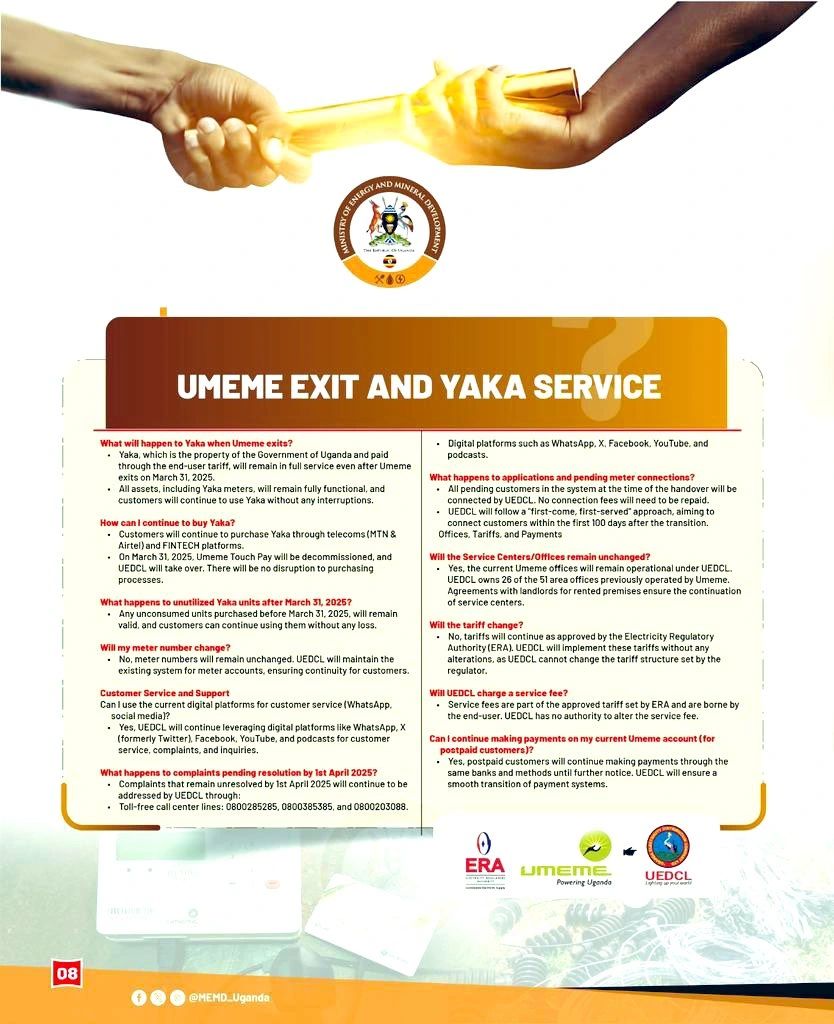 MINISTRY OF ENERGY AND MINERAL DEVELOPMENT
THE REPUBLIC OF UGANDA
?
UMEME EXIT AND YAKA SERVICE
What will happen to Yaka when Umeme exits?
• Yaka, which is the property of the Government of Uganda and paid
through the end-user tariff, will remain in full service even after Umeme
exits on March 31, 2025.
• All assets, including Yaka meters, will remain fully functional, and
customers will continue to use Yaka without any interruptions.
How can I continue to buy Yaka?
• Customers will continue to purchase Yaka through telecoms (MTN &
Airtel) and FINTECH platforms.
• On March 31, 2025, Umeme Touch Pay will be decommissioned, and
UEDCL will take over. There will be no disruption to purchasing
processes.
What happens to unutilized Yaka units after March 31, 2025?
• Any unconsumed units purchased before March 31, 2025, will remain
valid, and customers can continue using them without any loss.
Will my meter number change?
• No, meter numbers will remain unchanged. UEDCL will maintain the
existing system for meter accounts, ensuring continuity for customers.
Customer Service and Support
Can I use the current digital platforms for customer service (WhatsApp,
social media)?
• Yes, UEDCL will continue leveraging digital platforms like WhatsApp, X
(formerly Twitter), Facebook, YouTube, and podcasts for customer
service, complaints, and inquiries.
What happens to complaints pending resolution by 1st April 2025?
• Complaints that remain unresolved by 1st April 2025 will continue to be
addressed by UEDCL through:
• Toll-free call center lines: 0800285285, 0800385385, and 0800203088.
• Digital platforms such as WhatsApp, X, Facebook, YouTube, and
podcasts.
What happens to applications and pending meter connections?
• All pending customers in the system at the time of the handover will be
connected by UEDCL. No connection fees will need to be repaid.
• UEDCL will follow a "first-come, first-served" approach, aiming to
connect customers within the first 100 days after the transition.
Offices, Tariffs, and Payments
Will the Service Centers/Offices remain unchanged?
• Yes, the current Umeme offices will remain operational under UEDCL.
UEDCL owns 26 of the 51 area offices previously operated by Umeme.
Agreements with landlords for rented premises ensure the continuation
of service centers.
Will the tariff change?
• No, tariffs will continue as approved by the Electricity Regulatory
Authority (ERA). UEDCL will implement these tariffs without any
alterations, as UEDCL cannot change the tariff structure set by the
regulator.
Will UEDCL charge a service fee?
• Service fees are part of the approved tariff set by ERA and are borne by
the end-user. UEDCL has no authority to alter the service fee.
Can I continue making payments on my current Umeme account (for
postpaid customers)?
• Yes, postpaid customers will continue making payments through the
same banks and methods until further notice. UEDCL will ensure a
smooth transition of payment systems.
ERA
UMEME
Powering Uganda
UEDCL
Lighting up your world
08
@MEMD_Uganda